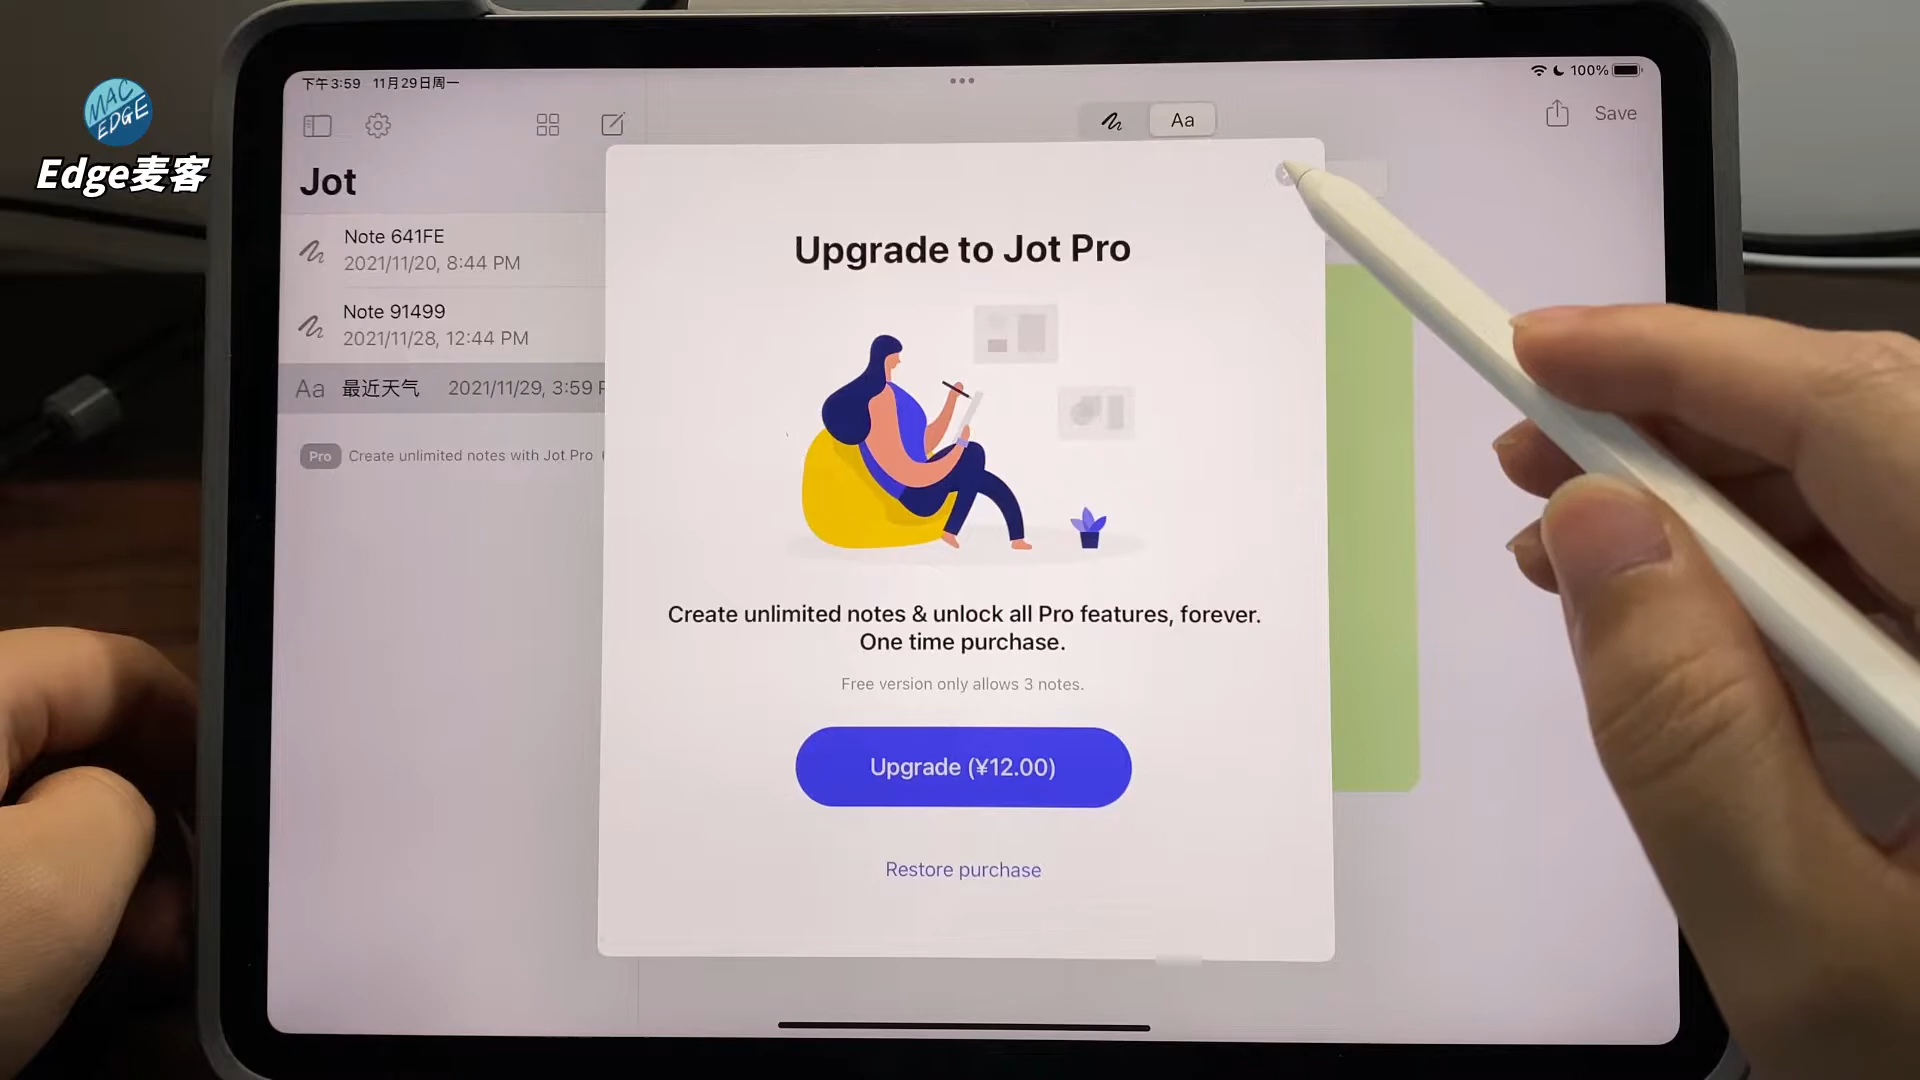 MAC EDGE
Edge麦客
下午3:59 11月29日周一
100%
Aa
Save
Jot
Note 641FE
2021/11/20, 8:44 PM
Note 91499
2021/11/28, 12:44 PM
Aa 最近天气 2021/11/29, 3:59
Pro Create unlimited notes with Jot Pro
Upgrade to Jot Pro
Create unlimited notes & unlock all Pro features, forever.
One time purchase.
Free version only allows 3 notes.
Upgrade (¥12.00)
Restore purchase